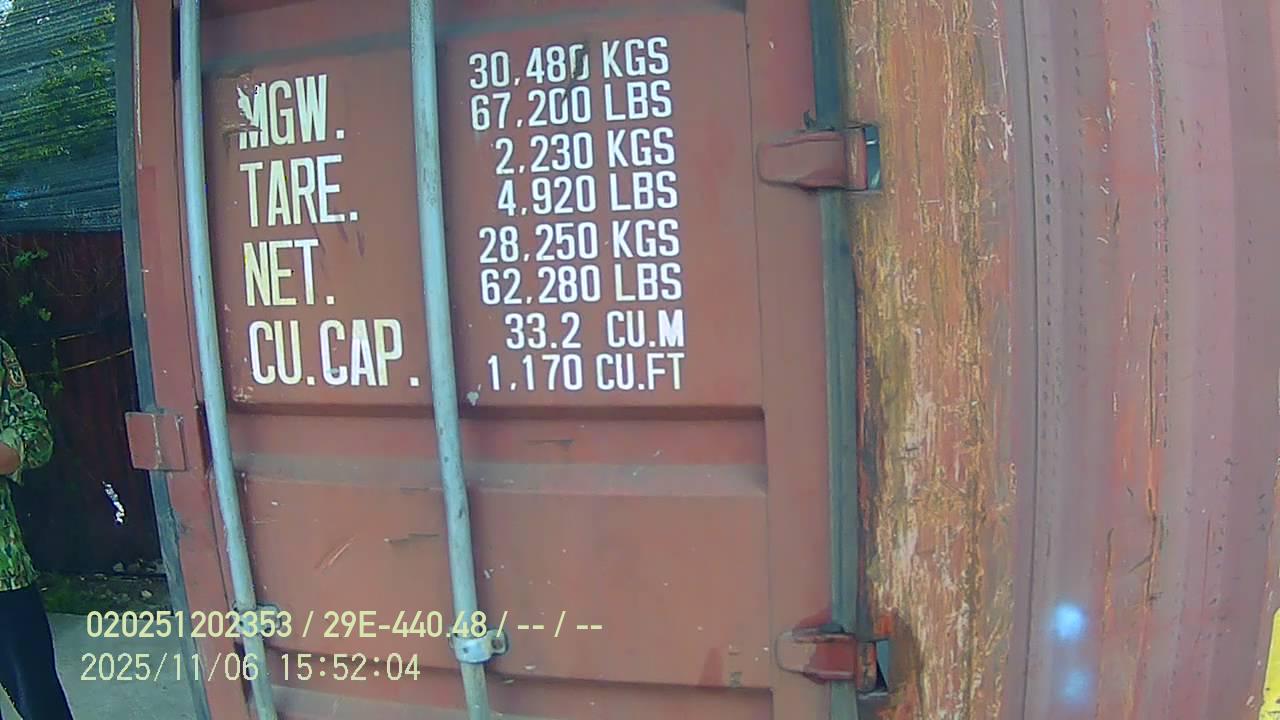 MGW. 30,480 KGS
67,200 LBS
TARE. 2,230 KGS
4,920 LBS
NET. 28,250 KGS
62,280 LBS
CU.CAP. 33.2 CU.M
1,170 CU.FT
020251202353 / 29E-440.48 / -- / --
2025/11/06 15:52:04